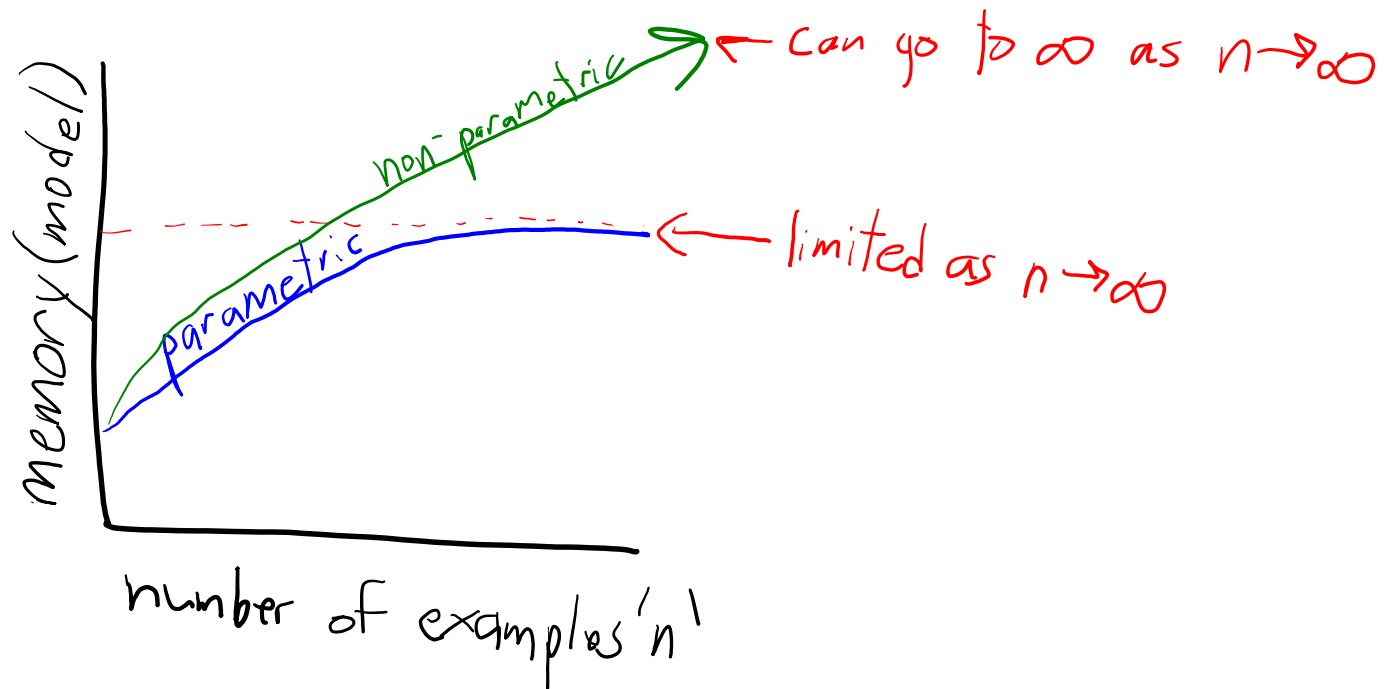 can go to ∞ as n→∞
non-parametric
memory(model)
parametric
limited as n→∞
number of examples 'n'